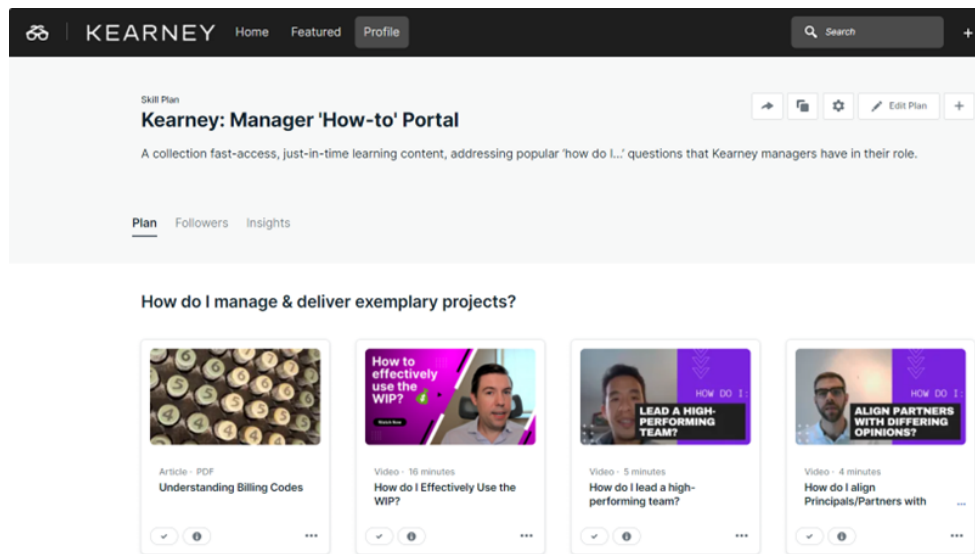 KEARNEY Home Featured Profile Search
Skill Plan
Kearney: Manager 'How-to' Portal
Edit Plan
A collection fast-access, just-in-time learning content, addressing popular 'how do I...' questions that Kearney managers have in their role.
Plan Followers Insights
How do I manage & deliver exemplary projects?
How to
effectively
use the
WIP?
Watch Now
HOW DO I:
LEAD A HIGH-
PERFORMING
TEAM?
HOW DO I:
ALIGN PARTNERS
WITH DIFFERING
OPINIONS?
Article · PDF
Understanding Billing Codes
Video · 16 minutes
How do I Effectively Use the
WIP?
Video · 5 minutes
How do I lead a high-
performing team?
Video · 4 minutes
How do I align
Principals/Partners with ...